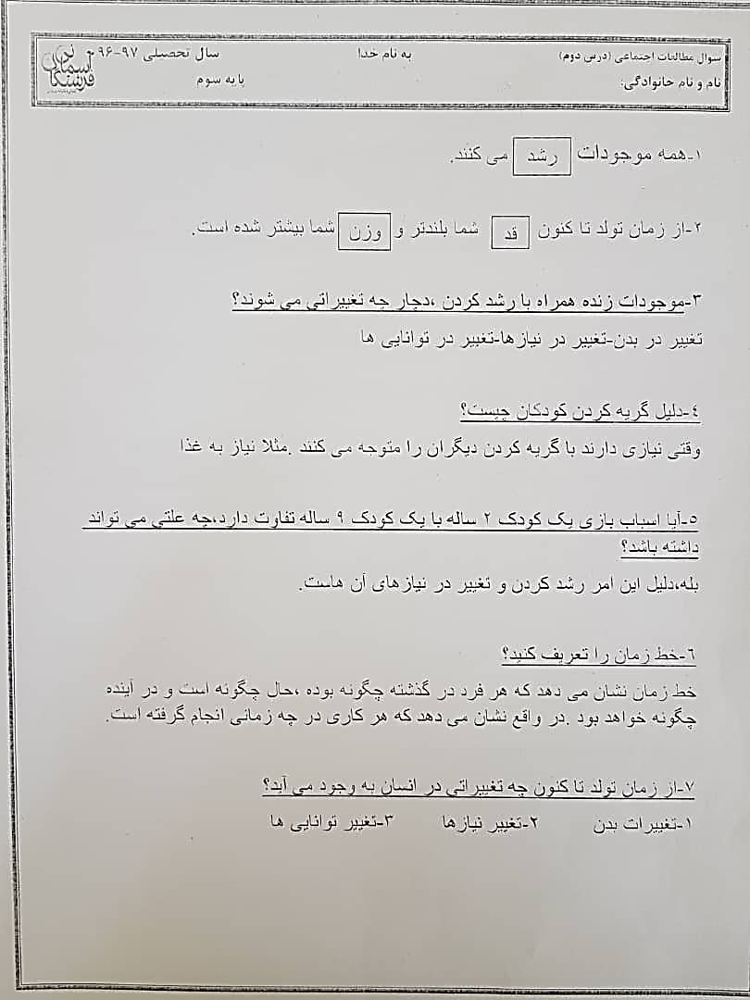 سوال مطالعات اجتماعی (درس دوم) به نام خدا سال تحصیلی ۹۷-۹۶
نام و نام خانوادگی: پایه سوم
فرشتگان آسمان
۱-همه موجودات رشد می کنند.
۲-از زمان تولد تا کنون قد شما بلندتر و وزن شما بیشتر شده است.
۳-موجودات زنده همراه با رشد کردن ،دچار چه تغییراتی می شوند؟
تغییر در بدن-تغییر در نیازها-تغییر در توانایی ها
٤-دلیل گریه کردن کودکان چیست؟
وقتی نیازی دارند با گریه کردن دیگران را متوجه می کنند .مثلا نیاز به غذا
٥-آیا اسباب بازی یک کودک ۲ ساله با یک کودک ۹ ساله تفاوت دارد،چه علتی می تواند
داشته باشد؟
بله،دلیل این امر رشد کردن و تغییر در نیازهای آن هاست.
٦-خط زمان را تعریف کنید؟
خط زمان نشان می دهد که هر فرد در گذشته چگونه بوده ،حال چگونه است و در آینده
چگونه خواهد بود .در واقع نشان می دهد که هر کاری در چه زمانی انجام گرفته است.
۷-از زمان تولد تا کنون چه تغییراتی در انسان به وجود می آید؟
۱-تغییرات بدن ۲-تغییر نیازها ۳-تغییر توانایی ها